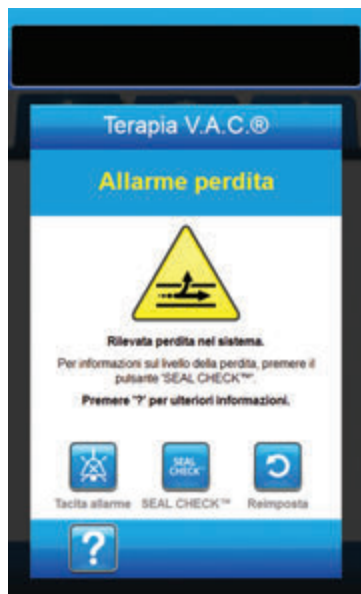 Terapia V.A.C.®
Allarme perdita
Rilevata perdita nel sistema.
Per informazioni sul livello della perdita, premere il
pulsante 'SEAL CHECK™'.
Premere '?' per ulteriori informazioni.
SEAL
CHECK™
Tacita allarme SEAL CHECK™ Reimposta
?